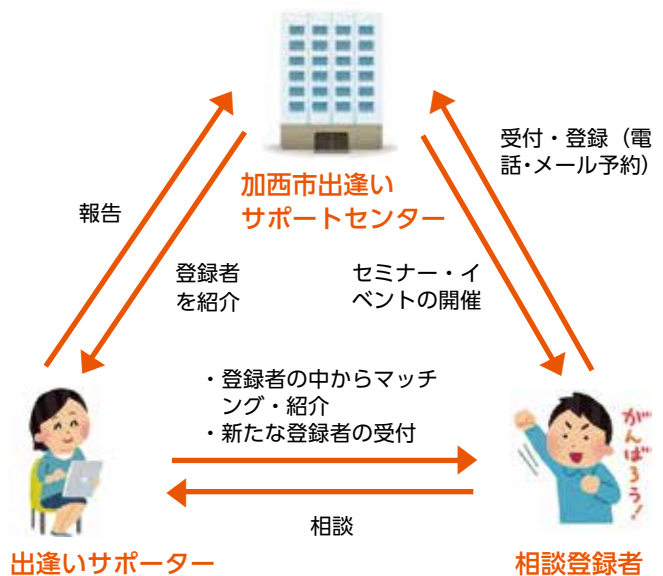 加西市出逢い
サポートセンター
受付・登録（電
話・メール予約）
報告
登録者
を紹介
セミナー・イ
ベントの開催
・登録者の中からマッチ
ング・紹介
・新たな登録者の受付
相談
がんばろう！
出逢いサポーター
相談登録者